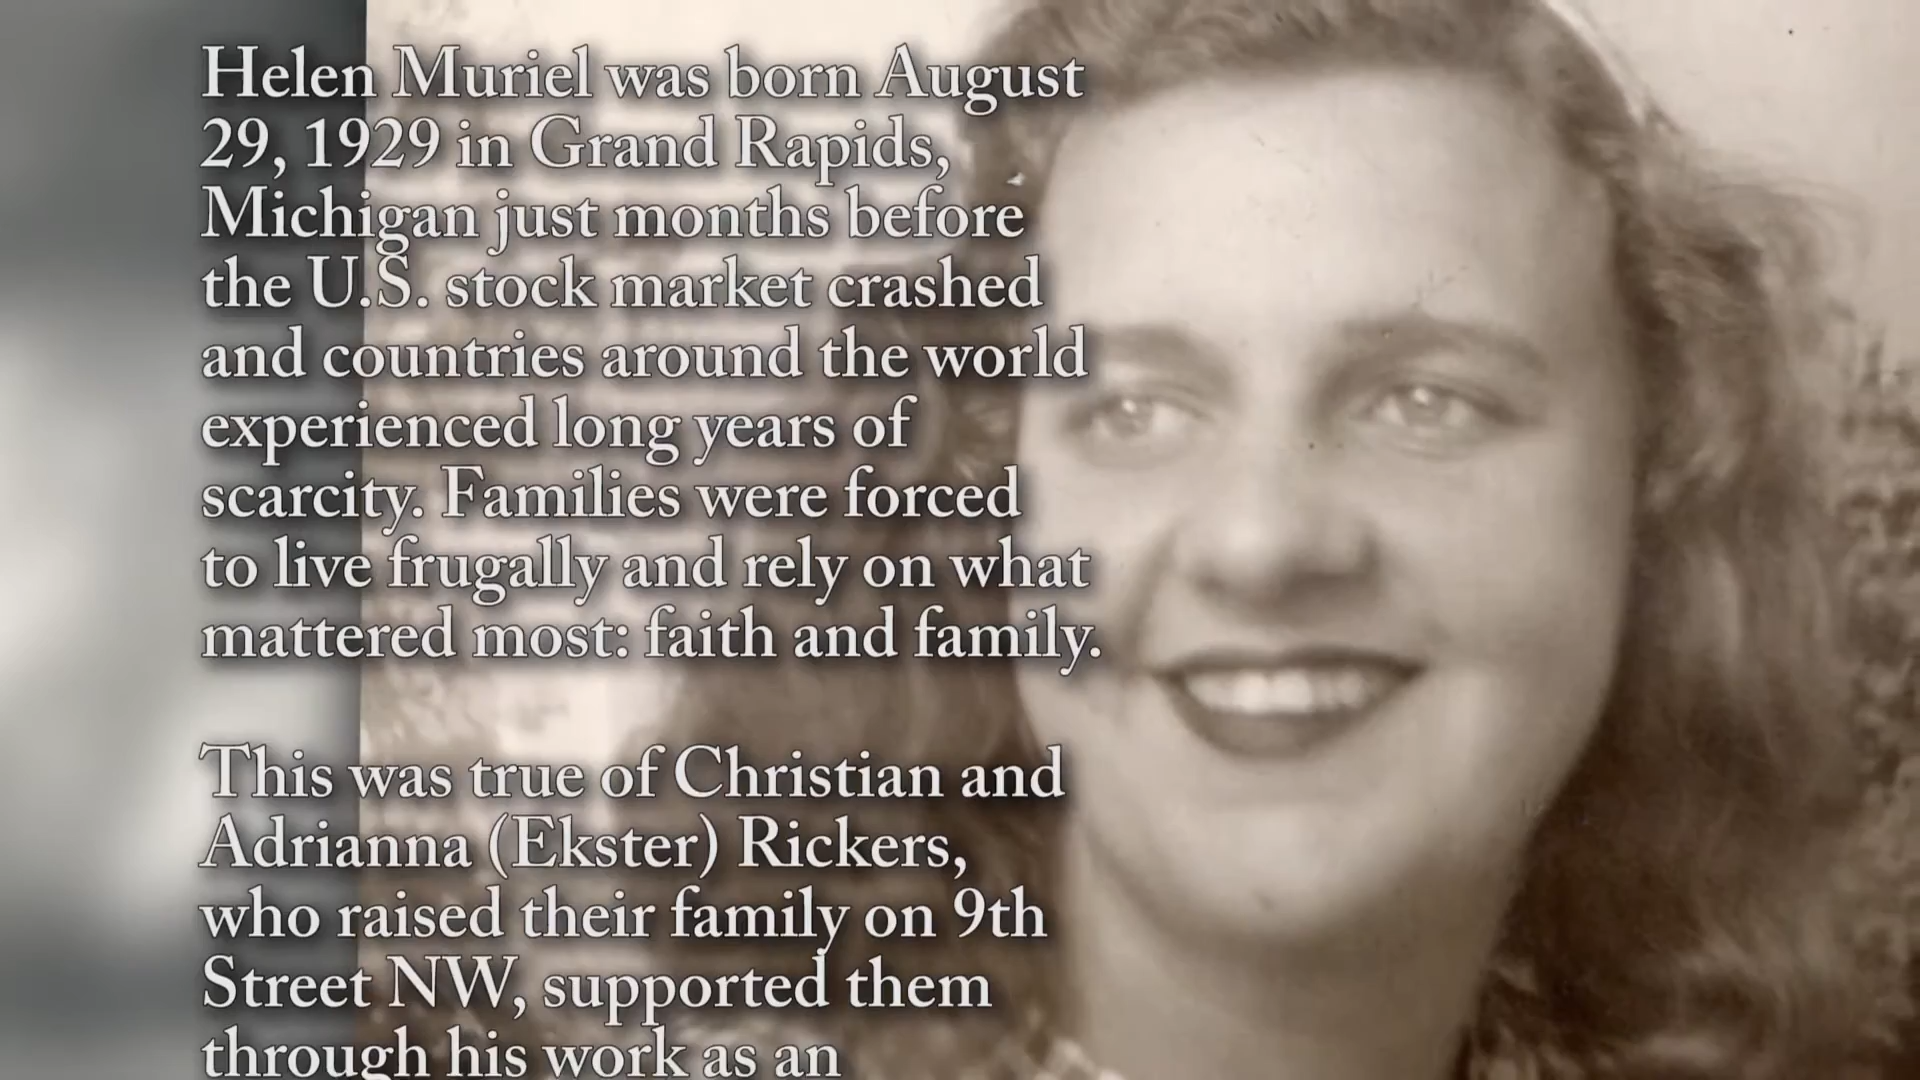 Helen Muriel was born August
29, 1929 in Grand Rapids,
Michigan just months before
the U.S. stock market crashed
and countries around the world
experienced long years of
scarcity. Families were forced
to live frugally and rely on what
mattered most: faith and family.
This was true of Christian and
Adrianna (Ekster) Rickers,
who raised their family on 9th
Street NW, supported them
through his work as an